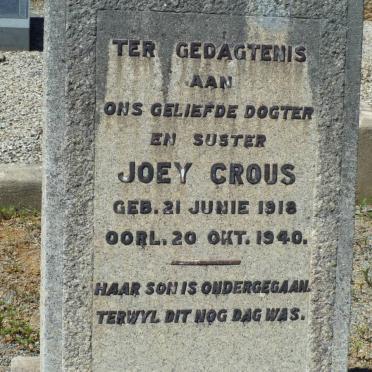 TER GEDAGTENIS
AAN
ONS GELIEFDE DOGTER
EN SUSTER
JOEY CROUS
GEB. 21 JUNIE 1918
OORL. 20 OKT. 1940.
HAAR SON IS ONDERGEGAAN.
TERWYL DIT NOG DAG WAS.